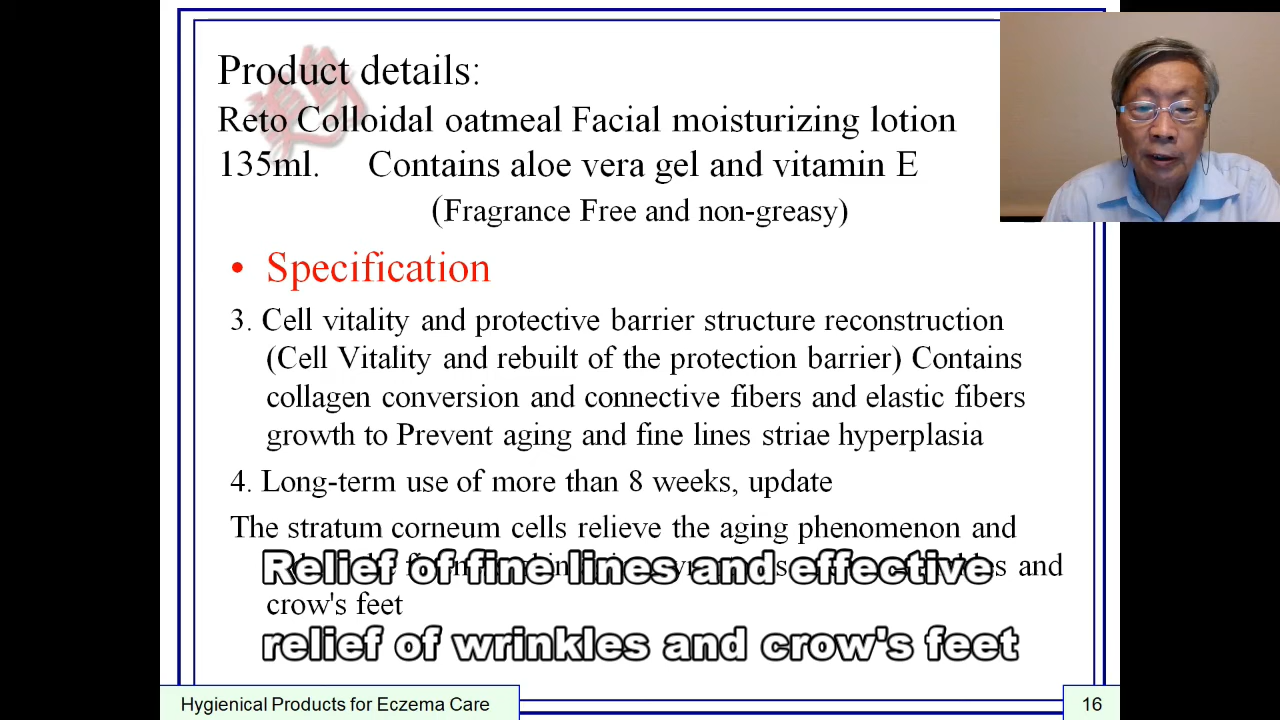 Product details:
Reto Colloidal oatmeal Facial moisturizing lotion
135ml. Contains aloe vera gel and vitamin E
(Fragrance Free and non-greasy)
• Specification
3. Cell vitality and protective barrier structure reconstruction
(Cell Vitality and rebuilt of the protection barrier) Contains
collagen conversion and connective fibers and elastic fibers
growth to Prevent aging and fine lines striae hyperplasia
4. Long-term use of more than 8 weeks, update
The stratum corneum cells relieve the aging phenomenon and
and
crow's feet
Relief of fine lines and effective
relief of wrinkles and crow's feet
Hygienical Products for Eczema Care
16